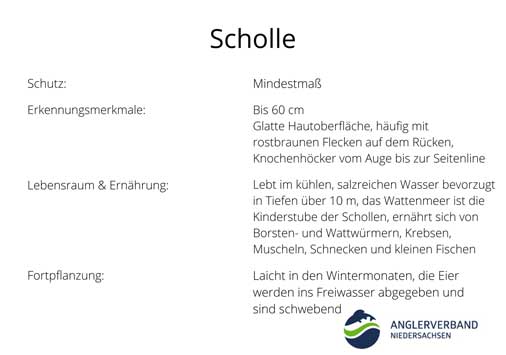 Scholle
Schutz:
Mindestmaß
Erkennungsmerkmale:
Bis 60 cm
Glatte Hautoberfläche, häufig mit
rostbraunen Flecken auf dem Rücken,
Knochenhöcker vom Auge bis zur Seitenlinie
Lebensraum & Ernährung:
Lebt im kühlen, salzreichen Wasser bevorzugt
in Tiefen über 10 m, das Wattenmeer ist die
Kinderstube der Schollen, ernährt sich von
Borsten- und Wattwürmern, Krebsen,
Muscheln, Schnecken und kleinen Fischen
Fortpflanzung:
Laicht in den Wintermonaten, die Eier
werden ins Freiwasser abgegeben und
sind schwebend
ANGLERVERBAND
NIEDERSACHSEN